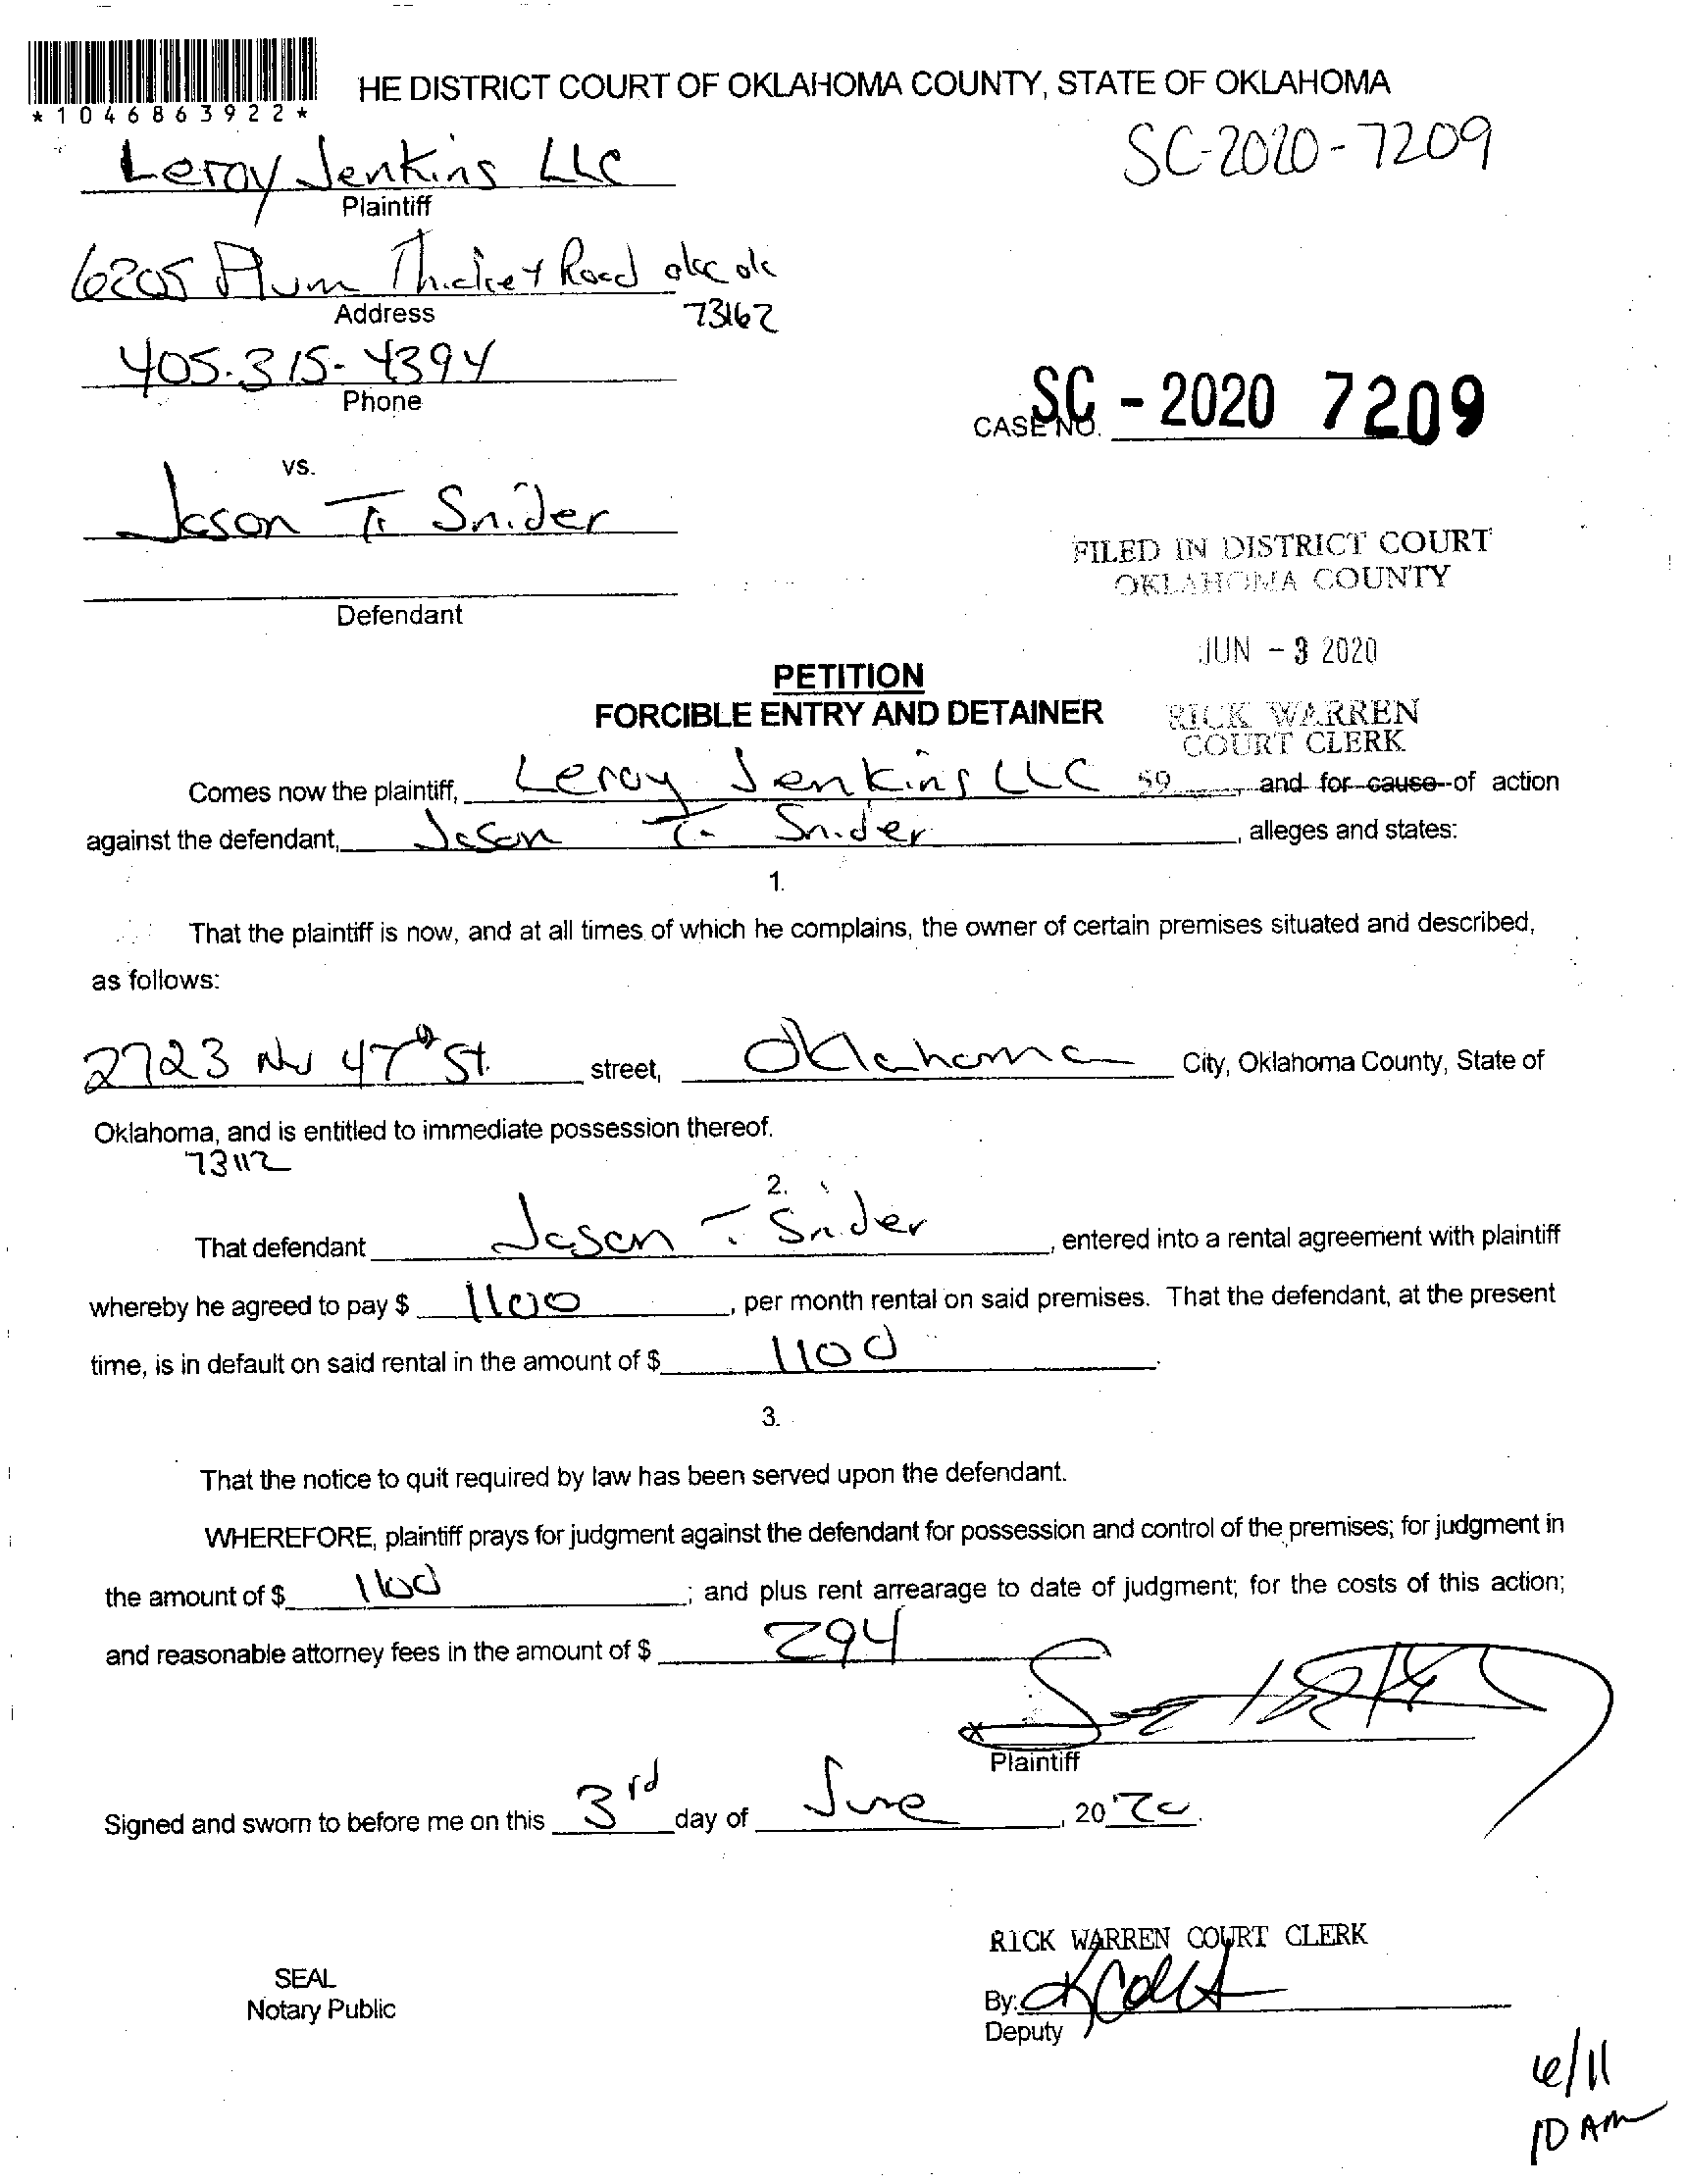 *1046863922*
HE DISTRICT COURT OF OKLAHOMA COUNTY, STATE OF OKLAHOMA
SC-2020-7209
Leroy Jenkins LLC
Plaintiff
6205 Plum Thicket Road okc ok
73162
Address
405-315-4394
Phone
CASE NO. SC - 2020 7209
vs.
Jason T. Snider
FILED IN DISTRICT COURT
OKLAHOMA COUNTY
Defendant
JUN - 3 2020
PETITION
FORCIBLE ENTRY AND DETAINER
RICK WARREN
COURT CLERK
Comes now the plaintiff, Leroy Jenkins LLC 59 and for cause of action
against the defendant, Jason T. Snider, alleges and states:
1.
That the plaintiff is now, and at all times of which he complains, the owner of certain premises situated and described,
as follows:
2723 NW 47th St. street, Oklahoma City, Oklahoma County, State of
Oklahoma, and is entitled to immediate possession thereof.
73112
2.
That defendant Jason T. Snider, entered into a rental agreement with plaintiff
whereby he agreed to pay $ 1100, per month rental on said premises. That the defendant, at the present
time, is in default on said rental in the amount of $ 1100.
3.
That the notice to quit required by law has been served upon the defendant.
WHEREFORE, plaintiff prays for judgment against the defendant for possession and control of the premises; for judgment in
the amount of $ 1100; and plus rent arrearage to date of judgment; for the costs of this action;
and reasonable attorney fees in the amount of $ 294
x
Plaintiff
Signed and sworn to before me on this 3rd day of June, 2020.
RICK WARREN COURT CLERK
SEAL
Notary Public
By:
Deputy
6/11
10 AM